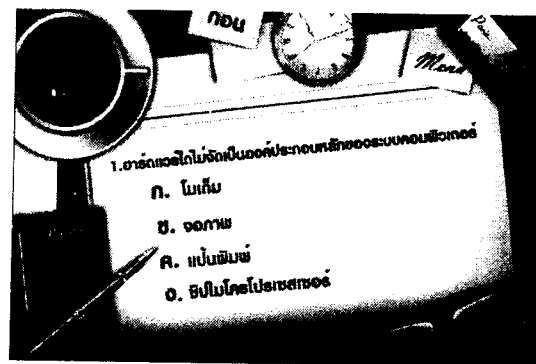 ก่อน
Menu
1.ฮาร์ดแวร์ใดไม่จัดเป็นองค์ประกอบหลักของระบบคอมพิวเตอร์
ก. โมเด็ม
ข. จอภาพ
ค. แป้นพิมพ์
ง. ชิปไมโครโปรเซสเซอร์